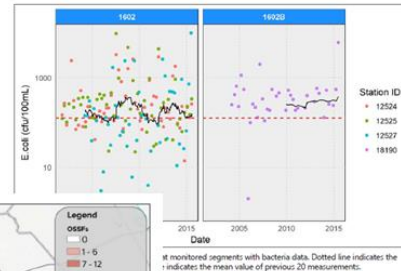 1602
1602B
E.coli (cfu/100mL)
1000
10
2015
2005
2010
2015
Date
Station ID
12524
12525
12527
18190
Legend
OSSFs
0
1 - 6
7 - 12
at monitored segments with bacteria data. Dotted line indicates the
e indicates the mean value of previous 20 measurements.